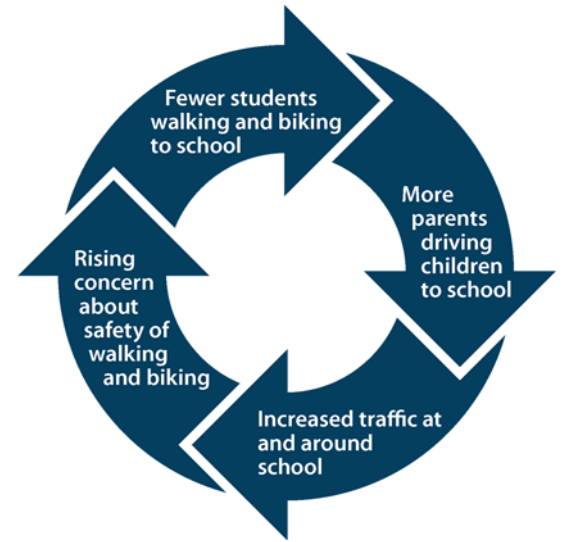 Fewer students
walking and biking
to school
More
parents
driving
children
to school
Increased traffic at
and around
school
Rising
concern
about
safety of
walking
and biking